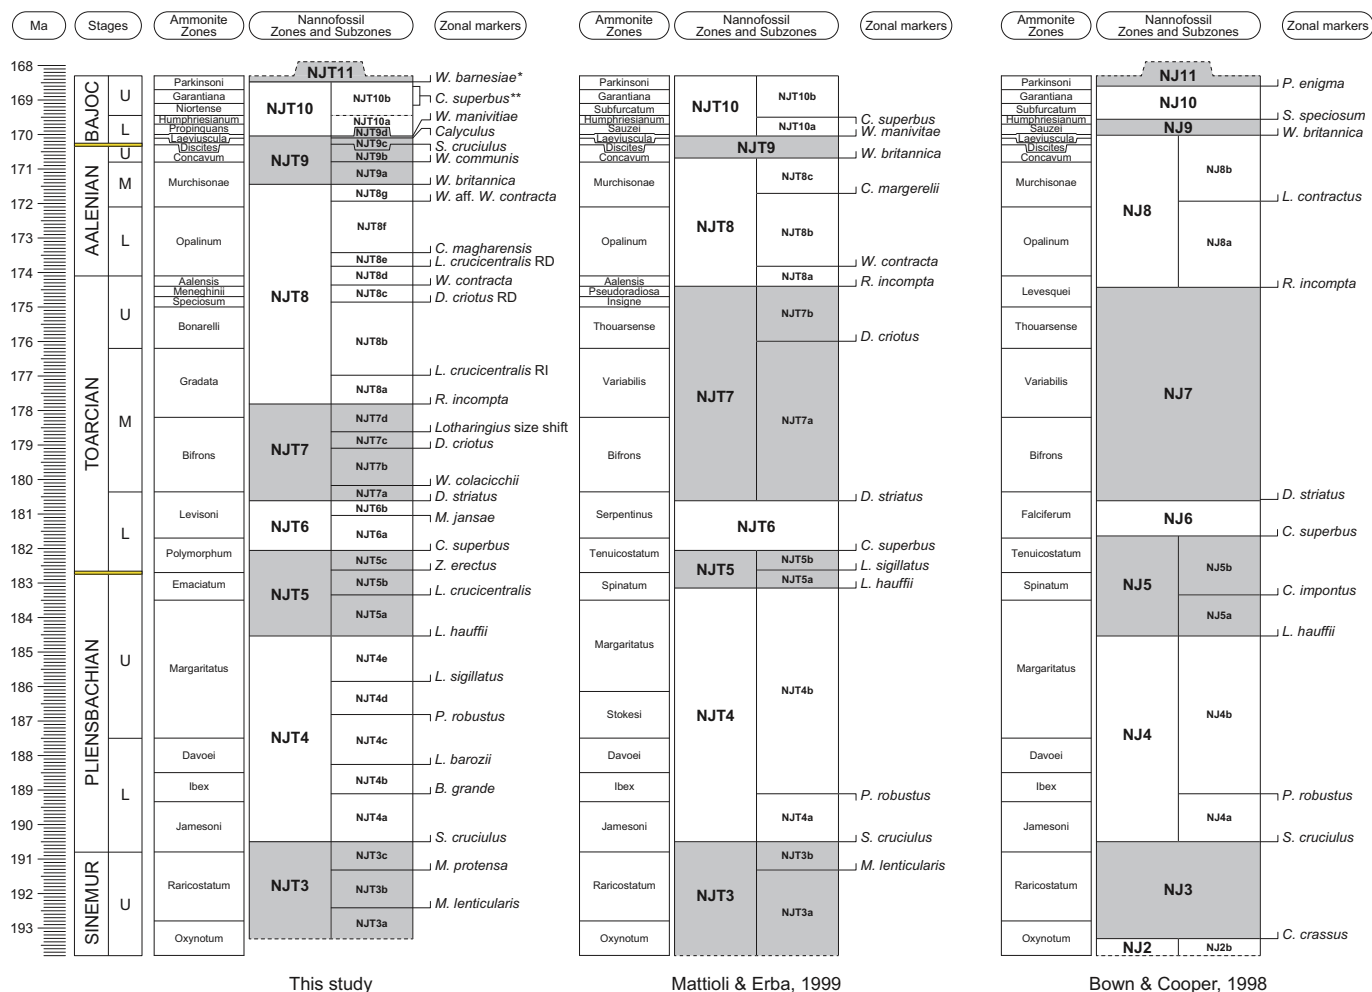 Ma
Stages
Ammonite
Zones
Nannofossil
Zones and Subzones
Zonal markers
Ammonite
Zones
Nannofossil
Zones and Subzones
Zonal markers
Ammonite
Zones
Nannofossil
Zones and Subzones
Zonal markers
168
169
170
171
172
173
174
175
176
177
178
179
180
181
182
183
184
185
186
187
188
189
190
191
192
193
BAJOC
AALENIAN
TOARCIAN
PLIENSBACHIAN
SINEMUR
U
L
U
M
L
U
M
L
U
L
U
Parkinsoni
Garantiana
Niortense
Humphriesianum
Propinquans
Laeviuscula
Discites
Concavum
Murchisonae
Opalinum
Aalensis
Meneghinii
Speciosum
Bonarelli
Gradata
Bifrons
Levisoni
Polymorphum
Emaciatum
Margaritatus
Davoei
Ibex
Jamesoni
Raricostatum
Oxynotum
NJT11
NJT10
NJT9
NJT8
NJT7
NJT6
NJT5
NJT4
NJT3
NJT10b
NJT10a
NJT9d
NJT9c
NJT9b
NJT9a
NJT8g
NJT8f
NJT8e
NJT8d
NJT8c
NJT8b
NJT8a
NJT7d
NJT7c
NJT7b
NJT7a
NJT6b
NJT6a
NJT5c
NJT5b
NJT5a
NJT4e
NJT4d
NJT4c
NJT4b
NJT4a
NJT3c
NJT3b
NJT3a
W. barnesiae*
C. superbus**
W. manivitiae
Calyculus
S. cruciulus
W. communis
W. britannica
W. aff. W. contracta
C. magharensis
L. crucicentralis RD
W. contracta
D. criotus RD
L. crucicentralis RI
R. incompta
Lotharingius size shift
D. criotus
W. colacicchii
D. striatus
M. jansae
C. superbus
Z. erectus
L. crucicentralis
L. hauffii
L. sigillatus
P. robustus
L. barozii
B. grande
S. cruciulus
M. protensa
M. lenticularis
This study
Parkinsoni
Garantiana
Subfurcatum
Humphriesianum
Sauzei
Laeviuscula
Discites
Concavum
Murchisonae
Opalinum
Aalensis
Pseudoradiosa
Insigne
Thouarsense
Variabilis
Bifrons
Serpentinus
Tenuicostatum
Spinatum
Margaritatus
Stokesi
Davoei
Ibex
Jamesoni
Raricostatum
Oxynotum
NJT10
NJT9
NJT8
NJT7
NJT6
NJT5
NJT4
NJT3
NJT10b
NJT10a
NJT8c
NJT8b
NJT8a
NJT7b
NJT7a
NJT5b
NJT5a
NJT4b
NJT4a
NJT3b
NJT3a
C. superbus
W. manivitae
W. britannica
C. margerelii
W. contracta
R. incompta
D. criotus
D. striatus
C. superbus
L. sigillatus
L. hauffii
P. robustus
S. cruciulus
M. lenticularis
Mattioli & Erba, 1999
Parkinsoni
Garantiana
Subfurcatum
Humphriesianum
Sauzei
Laeviuscula
Discites
Concavum
Murchisonae
Opalinum
Levesquei
Thouarsense
Variabilis
Bifrons
Falciferum
Tenuicostatum
Spinatum
Margaritatus
Davoei
Ibex
Jamesoni
Raricostatum
Oxynotum
NJ11
NJ10
NJ9
NJ8
NJ7
NJ6
NJ5
NJ4
NJ3
NJ2
NJ8b
NJ8a
NJ5b
NJ5a
NJ4b
NJ4a
NJ2b
P. enigma
S. speciosum
W. britannica
L. contractus
R. incompta
D. striatus
C. superbus
C. impontus
L. hauffii
P. robustus
S. cruciulus
C. crassus
Bown & Cooper, 1998